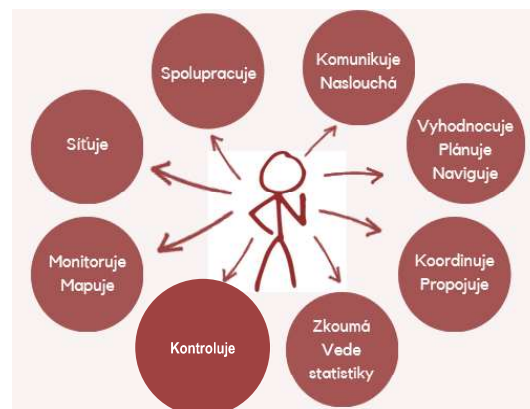 Spolupracuje
Komunikuje
Naslouchá
Síťuje
Vyhodnocuje
Plánuje
Naviguje
Monitoruje
Mapuje
Koordinuje
Propojuje
Kontroluje
Zkoumá
Vede
statistiky